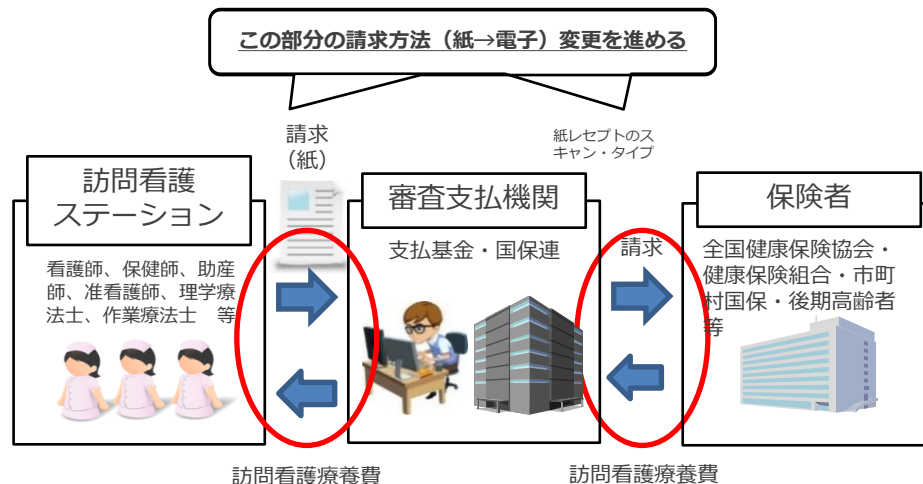 この部分の請求方法（紙→電子）変更を進める
請求
（紙）
紙レセプトのス
キャン・タイプ
訪問看護
ステーション
看護師、保健師、助産
師、准看護師、理学療
法士、作業療法士　等
審査支払機関
支払基金・国保連
請求
保険者
全国健康保険協会・
健康保険組合・市町
村国保・後期高齢者
等
訪問看護療養費
訪問看護療養費